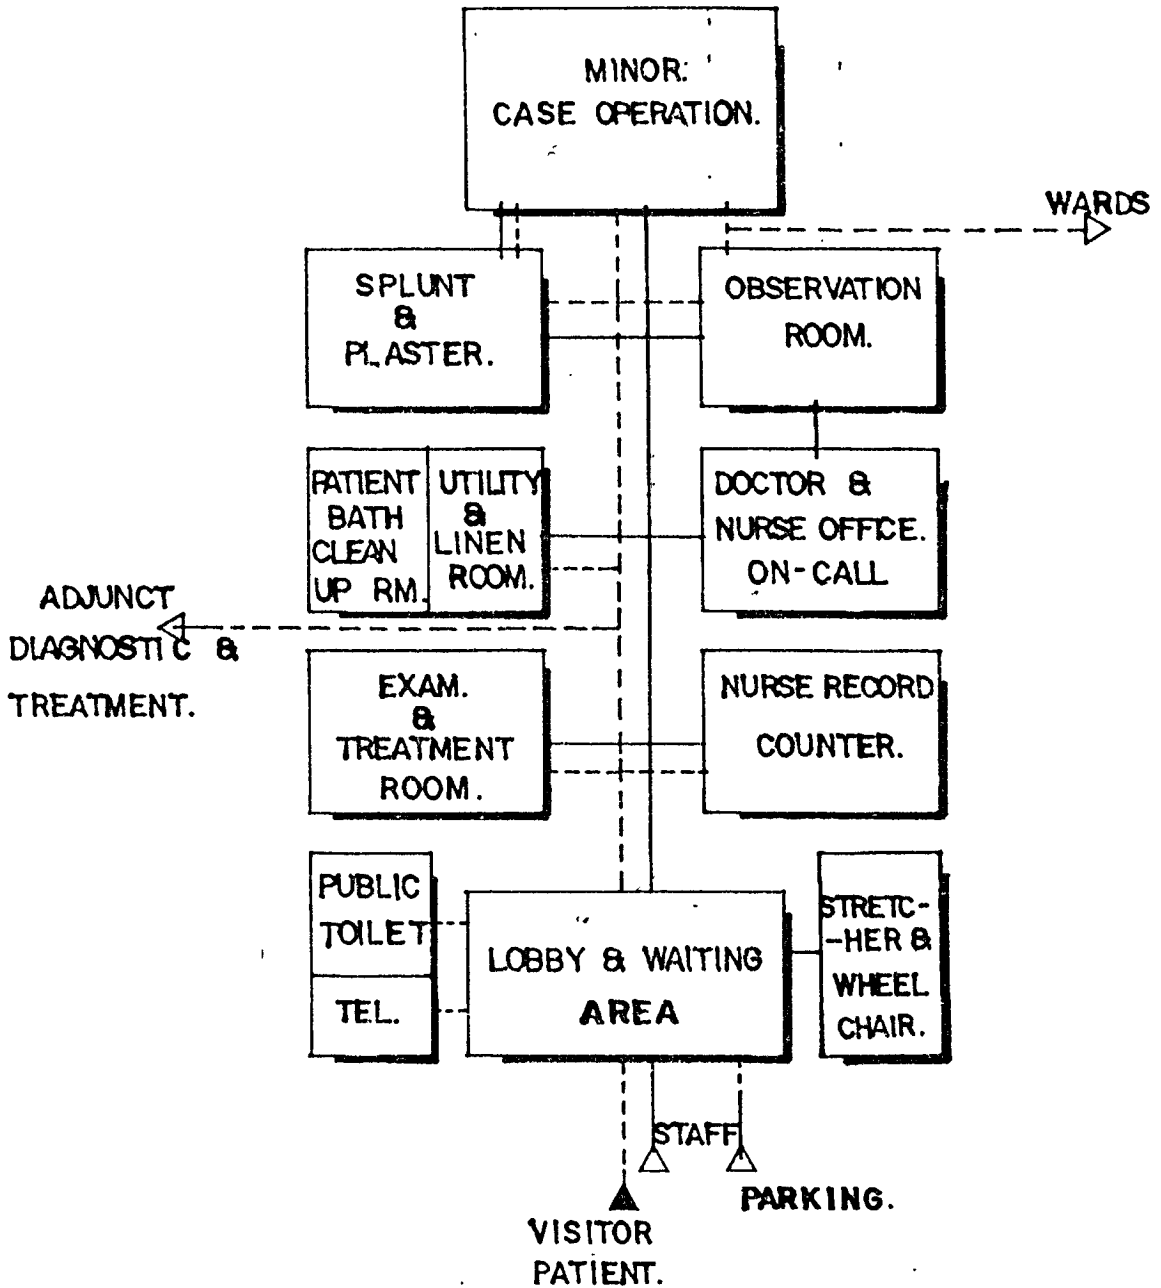 MINOR:
CASE OPERATION.
WARDS
SPLUNT
&
PLASTER.
OBSERVATION
ROOM.
PATIENT
BATH
CLEAN
UP RM.
UTILITY
&
LINEN
ROOM.
DOCTOR &
NURSE OFFICE.
ON-CALL
ADJUNCT
DIAGNOSTIC &
TREATMENT.
EXAM.
&
TREATMENT
ROOM.
NURSE RECORD
COUNTER.
PUBLIC
TOILET
TEL.
LOBBY & WAITING
AREA
STRETC-
-HER &
WHEEL
CHAIR.
STAFF
PARKING.
VISITOR
PATIENT.